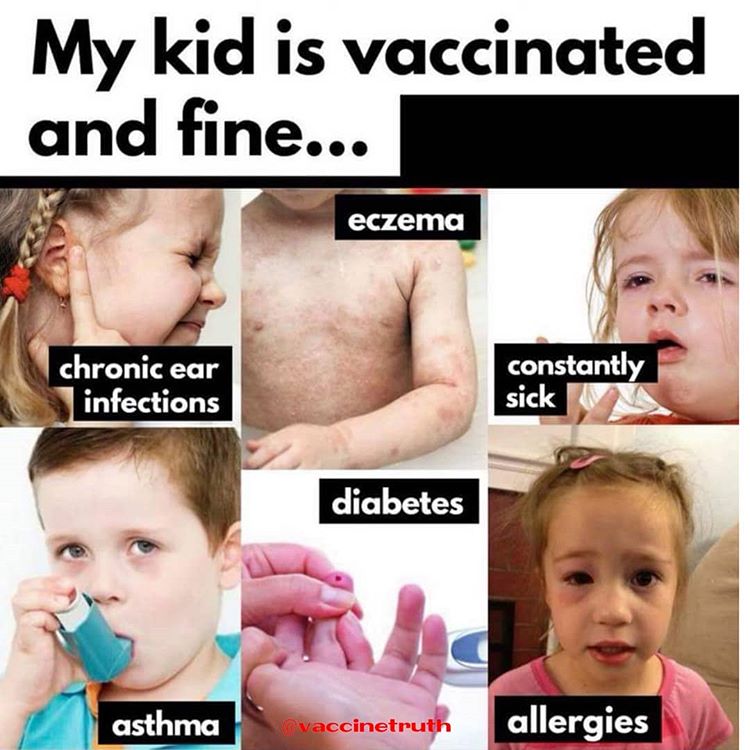 My kid is vaccinated
and fine...
eczema
chronic ear
infections
constantly
sick
diabetes
asthma
@vaccinetruth
allergies